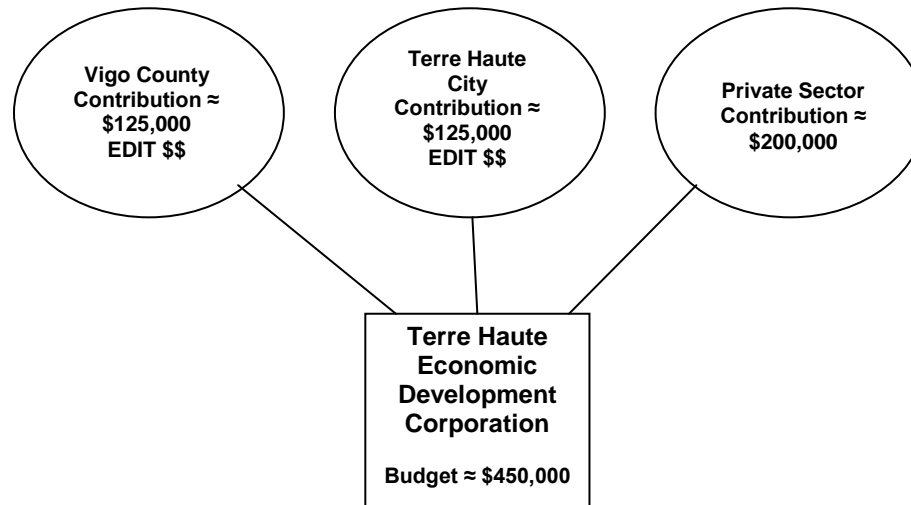 Vigo County
Contribution ≈
$125,000
EDIT $$
Terre Haute
City
Contribution ≈
$125,000
EDIT $$
Private Sector
Contribution ≈
$200,000
Terre Haute
Economic
Development
Corporation
Budget ≈ $450,000